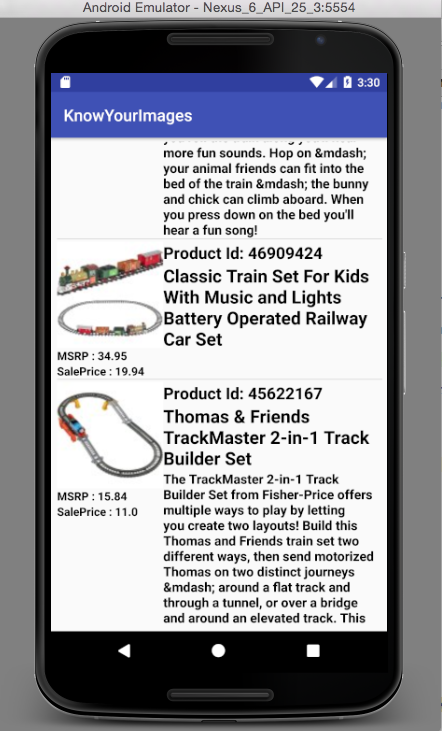 Android Emulator - Nexus_6_API_25_3:5554
3:30
KnowYourImages
more fun sounds. Hop on &mdash;
your animal friends can fit into the
bed of the train &mdash; the bunny
and chick can climb aboard. When
you press down on the bed you'll
hear a fun song!
Product Id: 46909424
Classic Train Set For Kids
With Music and Lights
Battery Operated Railway
Car Set
MSRP : 34.95
SalePrice : 19.94
Product Id: 45622167
Thomas & Friends
TrackMaster 2-in-1 Track
Builder Set
MSRP : 15.84
SalePrice : 11.0
The TrackMaster 2-in-1 Track
Builder Set from Fisher-Price offers
multiple ways to play by letting
you create two layouts! Build this
Thomas and Friends train set two
different ways, then send motorized
Thomas on two distinct journeys
&mdash; around a flat track and
through a tunnel, or over a bridge
and around an elevated track. This